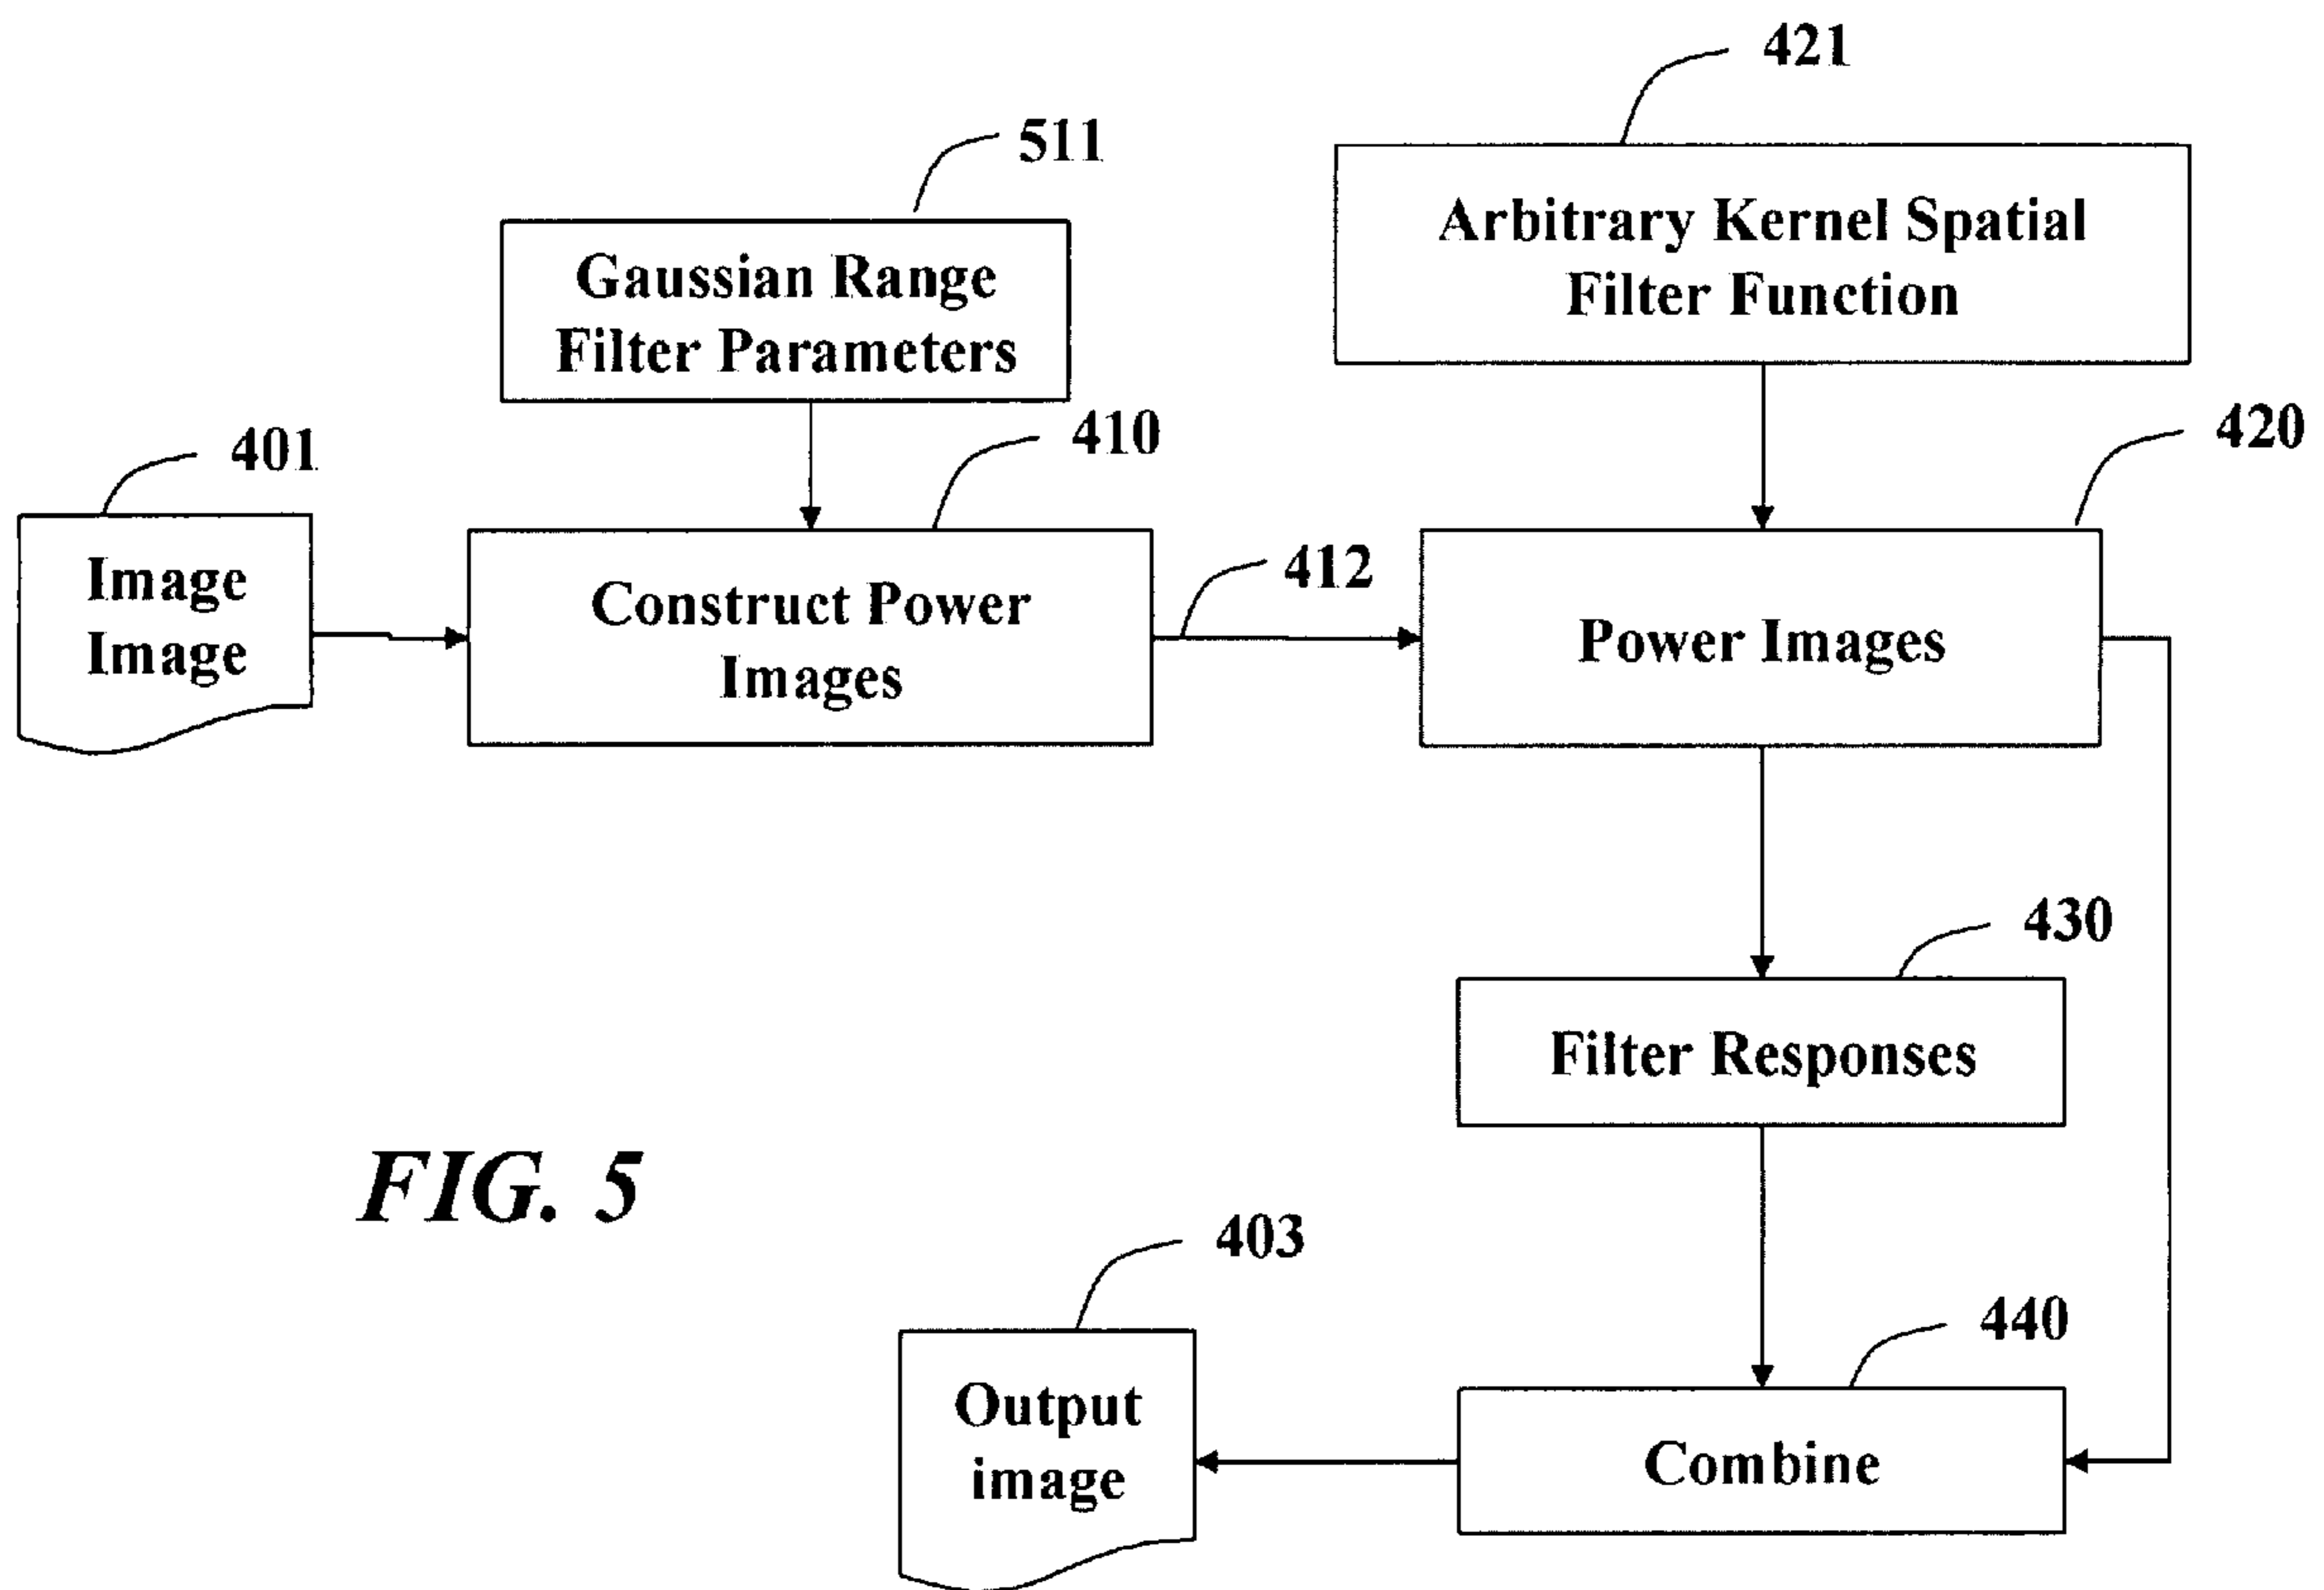 421
511
Arbitrary Kernel Spatial
Filter Function
Gaussian Range
Filter Parameters
401
410
420
412
Image
Image
Construct Power
Images
Power Images
430
Filter Responses
FIG. 5
403
440
Output
image
Combine